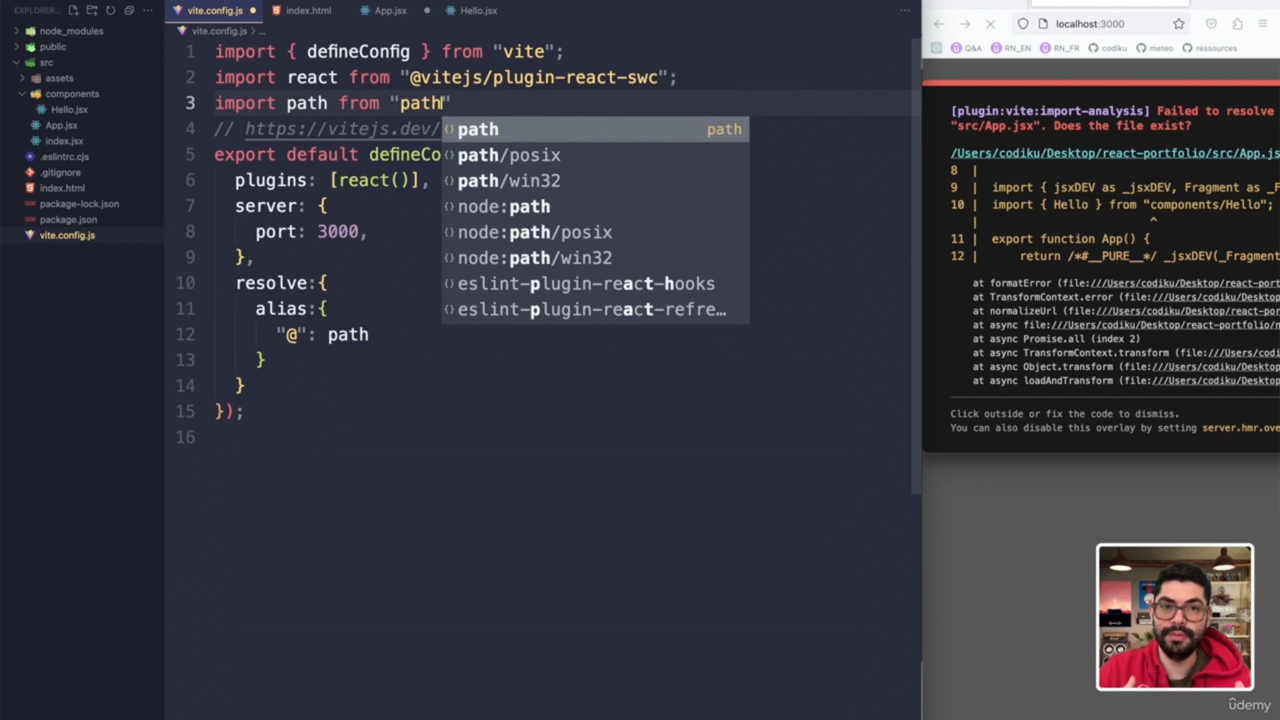 EXPLORER...
node_modules
public
src
assets
components
Hello.jsx
App.jsx
index.jsx
.eslintrc.cjs
.gitignore
index.html
package-lock.json
package.json
vite.config.js
vite.config.js
index.html
App.jsx
Hello.jsx
...
vite.config.js > ...
1 import { defineConfig } from "vite";
2 import react from "@vitejs/plugin-react-swc";
3 import path from "path"
4 // https://vitejs.dev/
5 export default defineCo
6 plugins: [react()],
7 server: {
8 port: 3000,
9 },
10 resolve:{
11 alias:{
12 "@": path
13 }
14 }
15 });
16
path path
path/posix
path/win32
node:path
node:path/posix
node:path/win32
eslint-plugin-react-hooks
eslint-plugin-react-refre…
localhost:3000
Q&A
RN_EN
RN_FR
codiku
meteo
ressources
[plugin:vite:import-analysis] Failed to resolve
"src/App.jsx". Does the file exist?
/Users/codiku/Desktop/react-portfolio/src/App.js
8 |
9 | import { jsxDEV as _jsxDEV, Fragment as _F
10 | import { Hello } from "components/Hello";
| ^
11 | export function App() {
12 | return /*#__PURE__*/ _jsxDEV(_Fragment
at formatError (file:///Users/codiku/Desktop/react-port
at TransformContext.error (file:///Users/codiku/Desktop
at normalizeUrl (file:///Users/codiku/Desktop/react-por
at async file:///Users/codiku/Desktop/react-portfolio/n
at async Promise.all (index 2)
at async TransformContext.transform (file:///Users/codi
at async Object.transform (file:///Users/codiku/Desktop
at async loadAndTransform (file:///Users/codiku/Desktop
Click outside or fix the code to dismiss.
You can also disable this overlay by setting server.hmr.ove
ûdemy